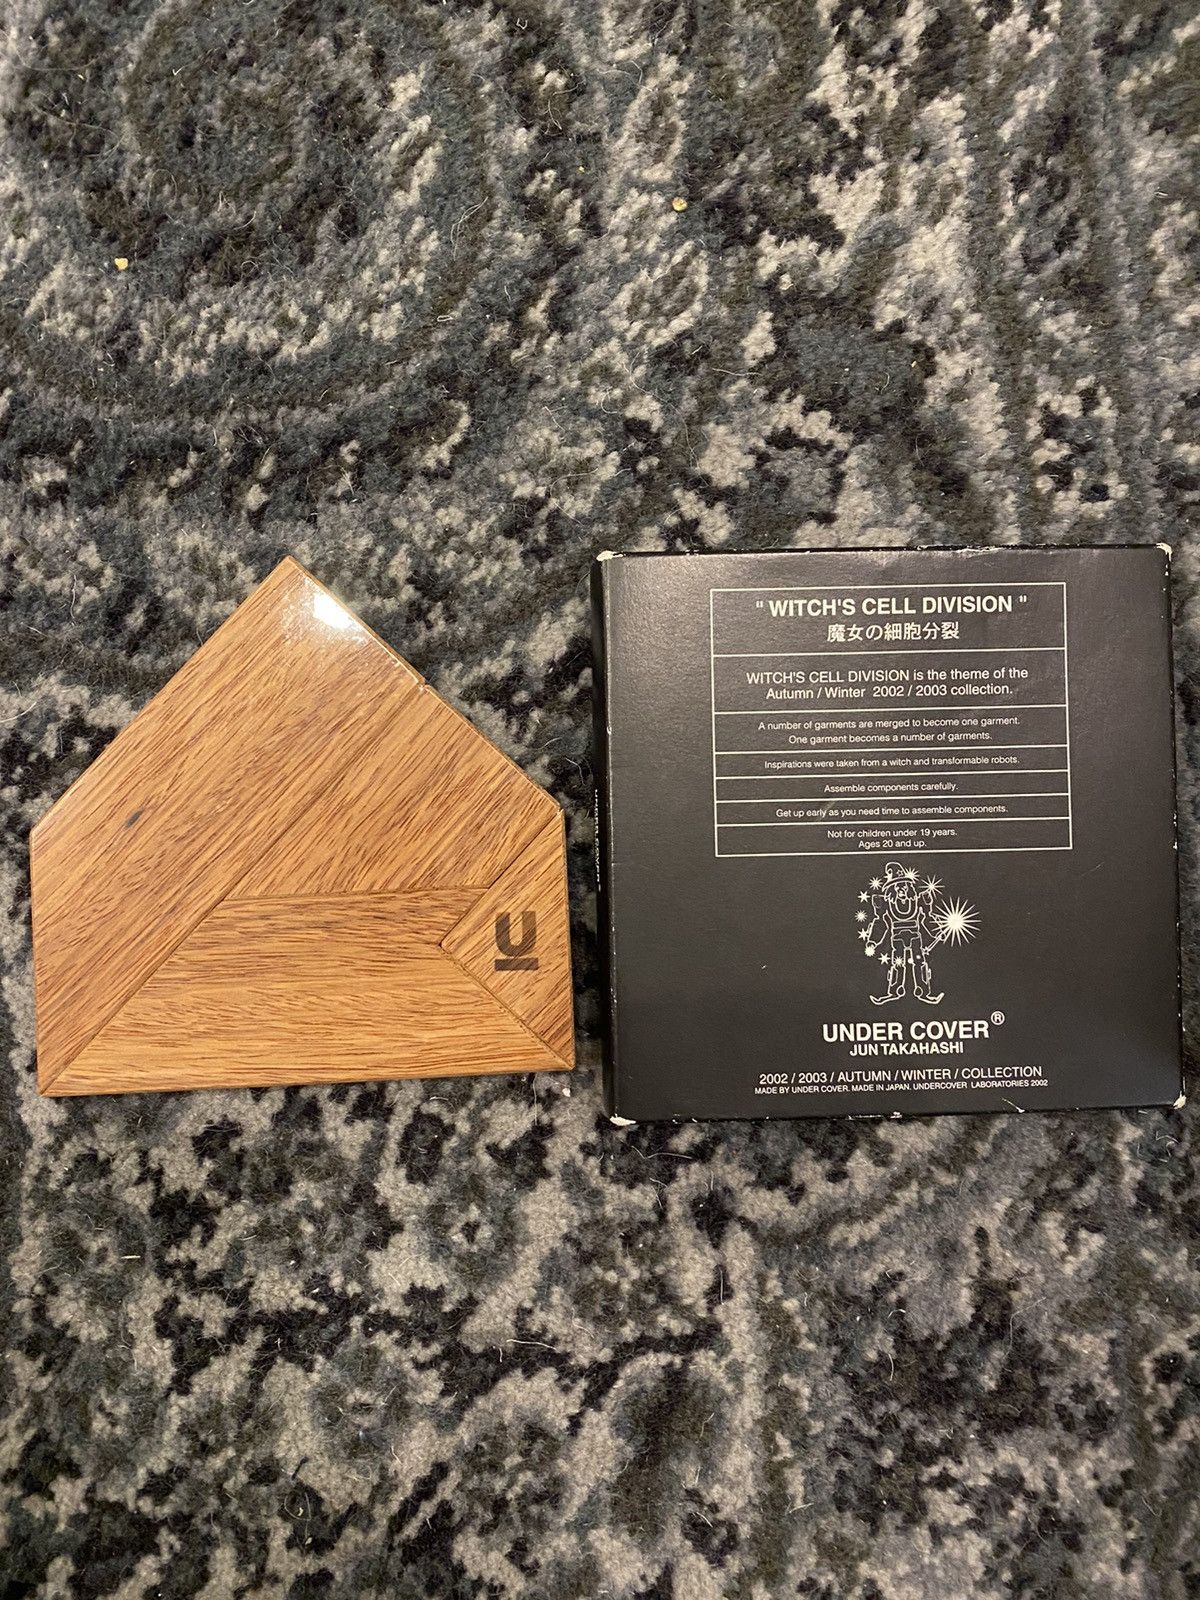 U
UNDER COVER
" WITCH'S CELL DIVISION "
魔女の細胞分裂
WITCH'S CELL DIVISION is the theme of the
Autumn / Winter 2002 / 2003 collection.
A number of garments are merged to become one garment.
One garment becomes a number of garments.
Inspirations were taken from a witch and transformable robots.
Assemble components carefully.
Get up early as you need time to assemble components.
Not for children under 19 years.
Ages 20 and up.
UNDER COVER®
JUN TAKAHASHI
2002 / 2003 / AUTUMN / WINTER / COLLECTION
MADE BY UNDER COVER. MADE IN JAPAN. UNDERCOVER LABORATORIES 2002